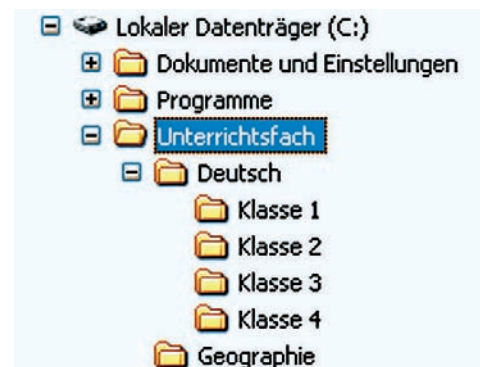 Lokaler Datenträger (C:)
Dokumente und Einstellungen
Programme
Unterrichtsfach
Deutsch
Klasse 1
Klasse 2
Klasse 3
Klasse 4
Geographie